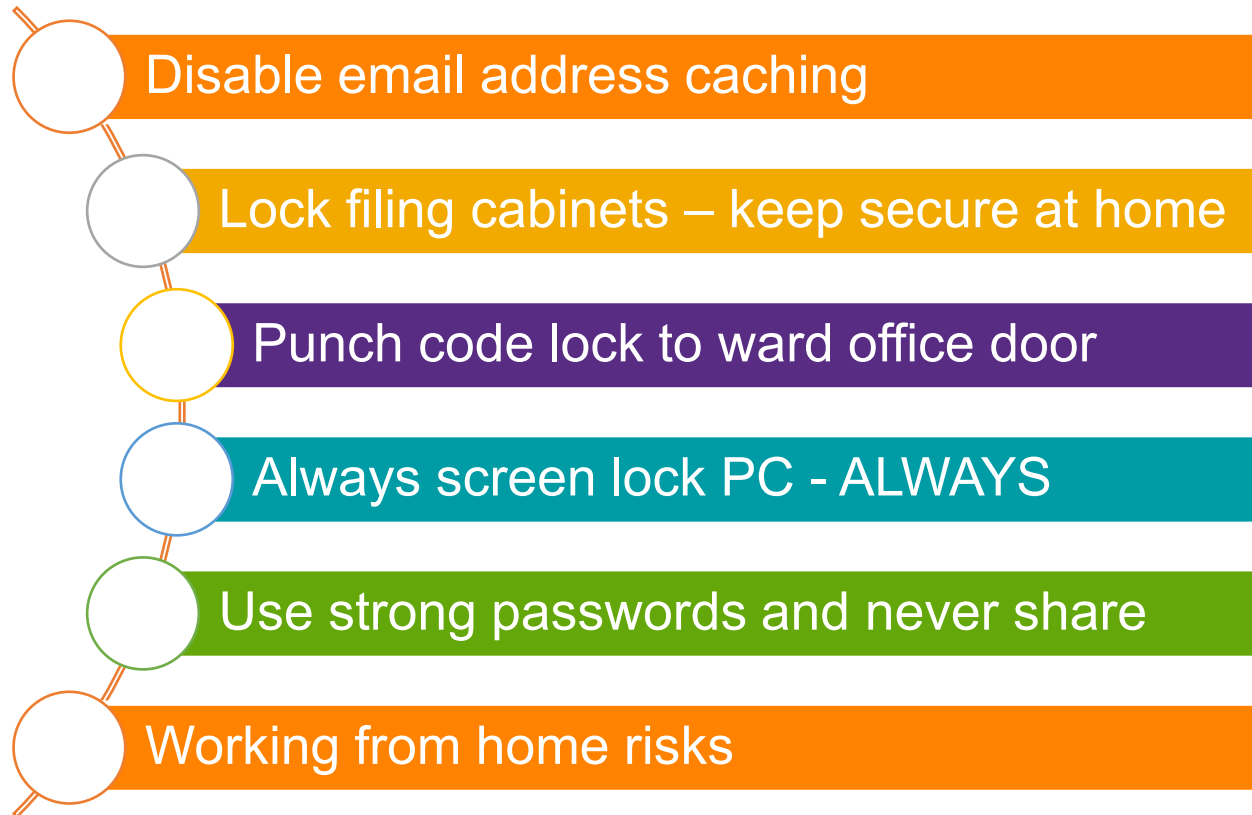 Disable email address caching
Lock filing cabinets – keep secure at home
Punch code lock to ward office door
Always screen lock PC - ALWAYS
Use strong passwords and never share
Working from home risks